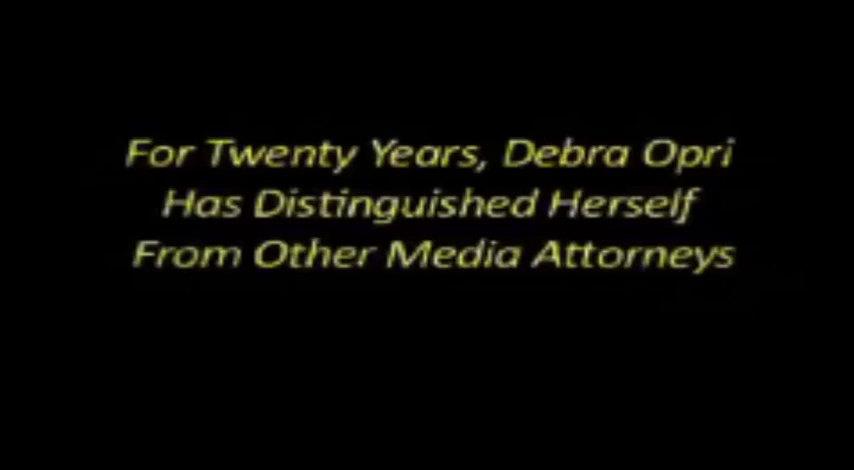 For Twenty Years, Debra Opri
Has Distinguished Herself
From Other Media Attorneys